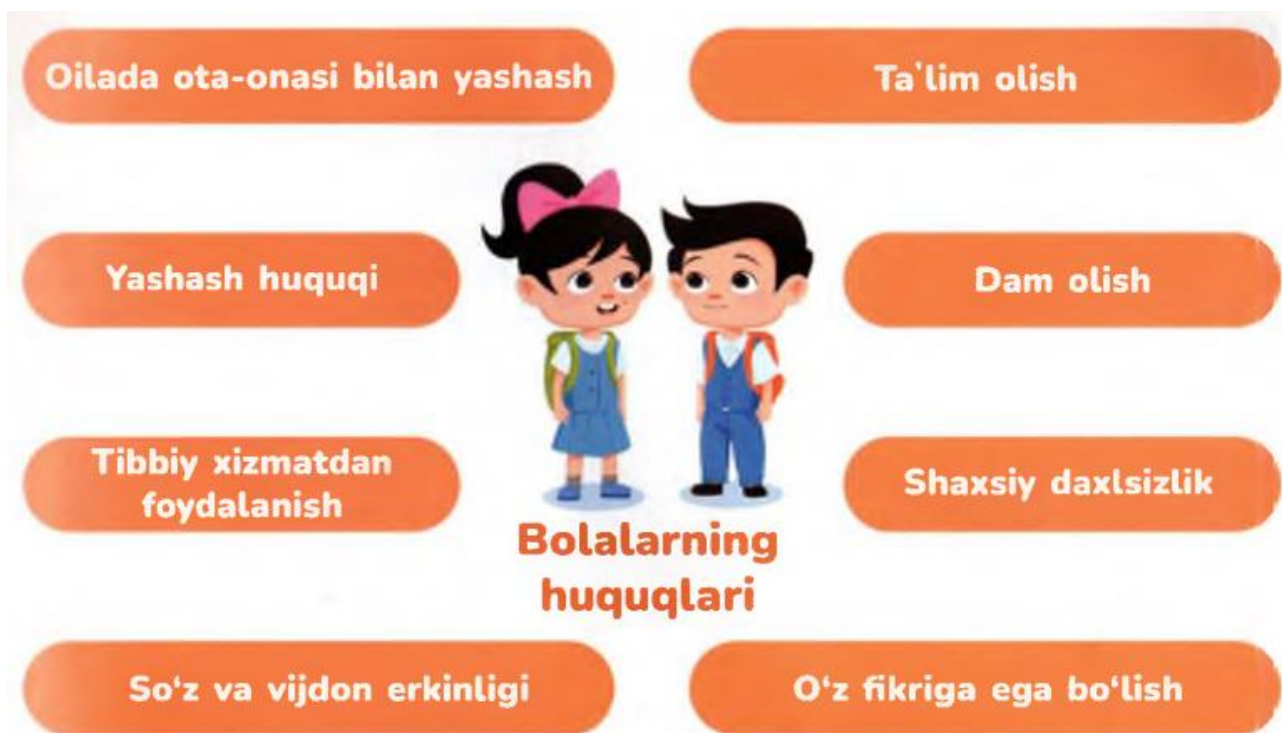 Oilada ota-onasi bilan yashash
Ta'lim olish
Yashash huquqi
Dam olish
Tibbiy xizmatdan
foydalanish
Shaxsiy daxlsizlik
Bolalarning
huquqlari
So‘z va vijdon erkinligi
O‘z fikriga ega bo‘lish